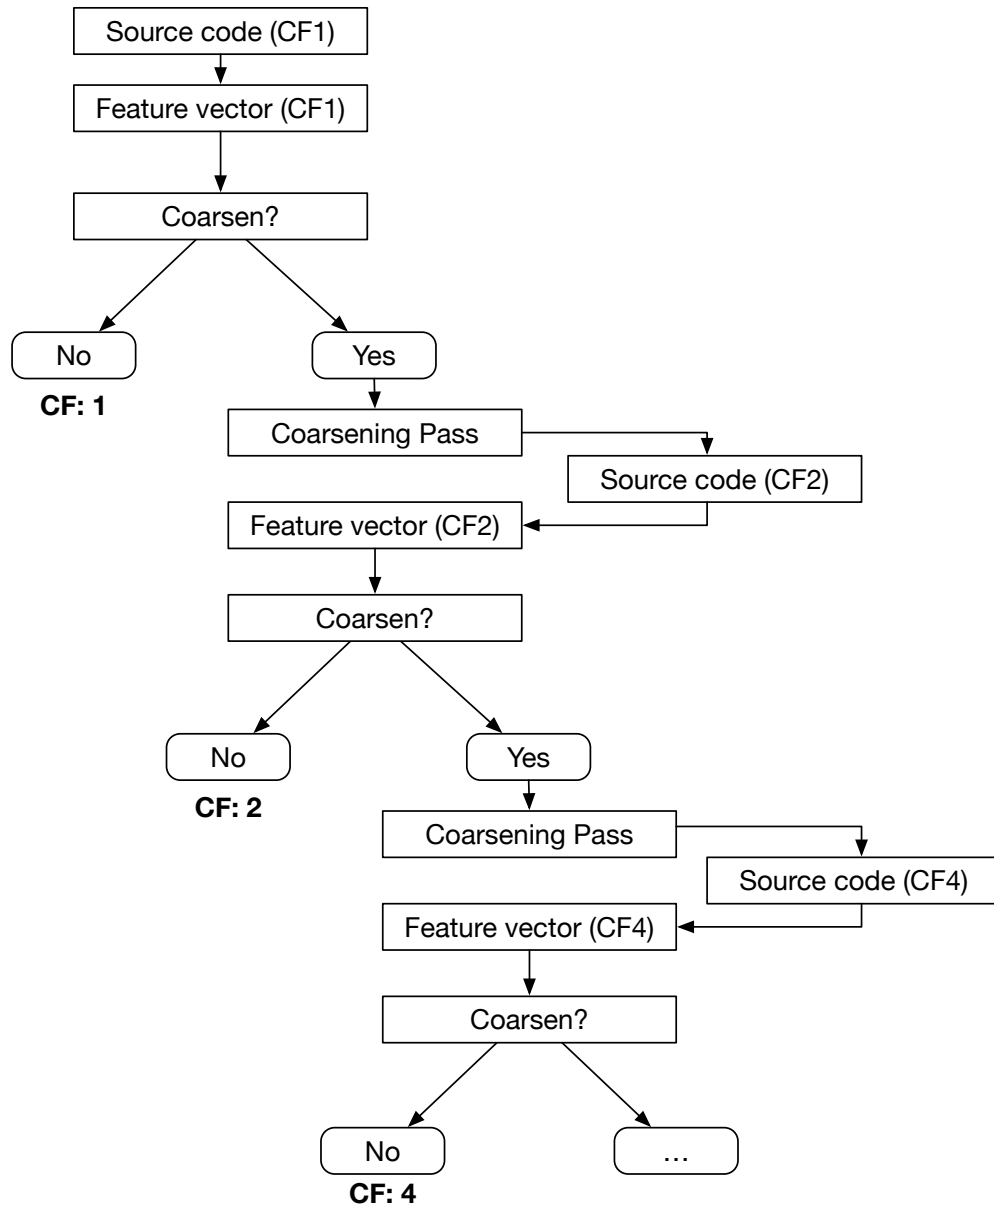 Source code (CF1)
Feature vector (CF1)
Coarsen?
No
Yes
CF: 1
Coarsening Pass
Source code (CF2)
Feature vector (CF2)
Coarsen?
No
Yes
CF: 2
Coarsening Pass
Source code (CF4)
Feature vector (CF4)
Coarsen?
No
...
CF: 4